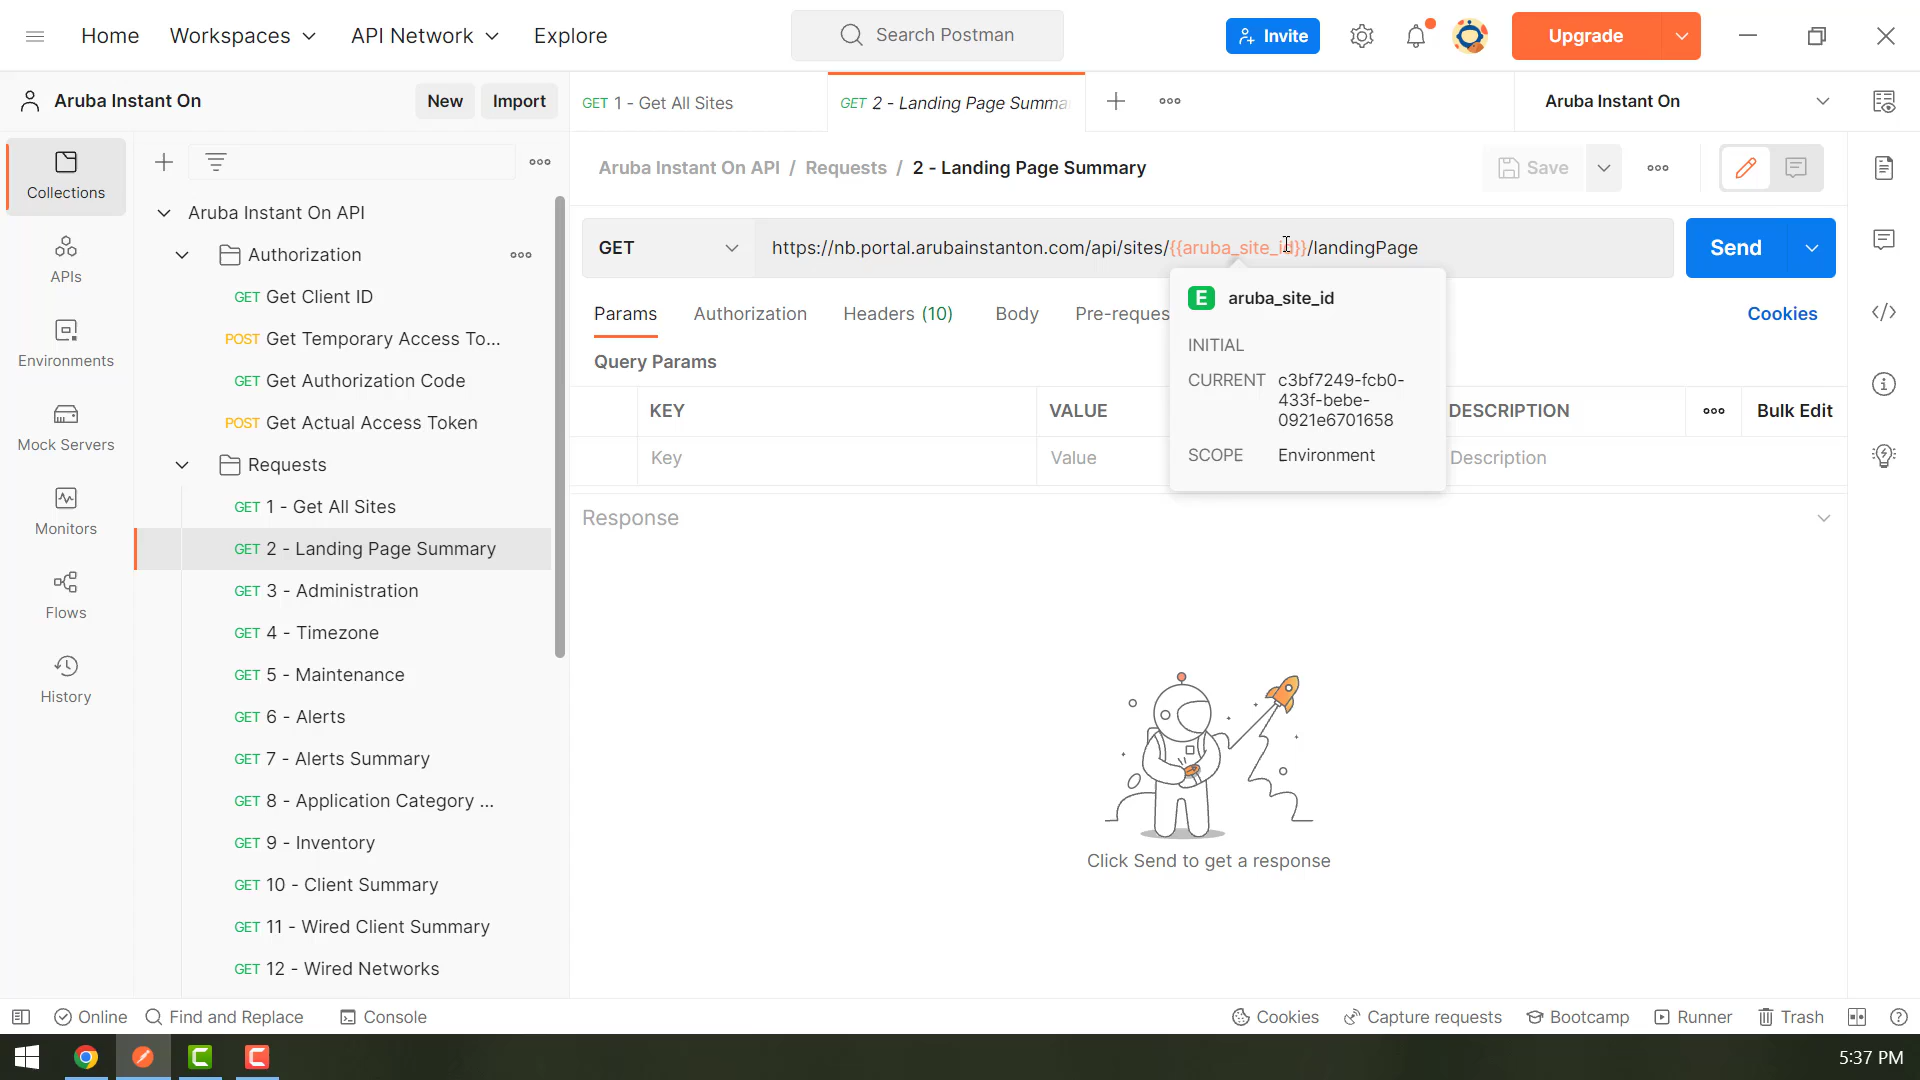 Home
Workspaces
API Network
Explore
Search Postman
Invite
Upgrade
Aruba Instant On
New
Import
GET 1 - Get All Sites
GET 2 - Landing Page Summa
Aruba Instant On
Collections
APIs
Environments
Mock Servers
Monitors
Flows
History
Aruba Instant On API
Authorization
GET Get Client ID
POST Get Temporary Access To...
GET Get Authorization Code
POST Get Actual Access Token
Requests
GET 1 - Get All Sites
GET 2 - Landing Page Summary
GET 3 - Administration
GET 4 - Timezone
GET 5 - Maintenance
GET 6 - Alerts
GET 7 - Alerts Summary
GET 8 - Application Category ...
GET 9 - Inventory
GET 10 - Client Summary
GET 11 - Wired Client Summary
GET 12 - Wired Networks
Aruba Instant On API / Requests / 2 - Landing Page Summary
Save
GET
https://nb.portal.arubainstanton.com/api/sites/{{aruba_site_id}}/landingPage
Send
Params
Authorization
Headers (10)
Body
Pre-reques
Cookies
E aruba_site_id
INITIAL
CURRENT c3bf7249-fcb0-
433f-bebe-
0921e6701658
SCOPE Environment
Query Params
KEY
VALUE
DESCRIPTION
Bulk Edit
Key
Value
Description
Response
Click Send to get a response
Online
Find and Replace
Console
Cookies
Capture requests
Bootcamp
Runner
Trash
5:37 PM